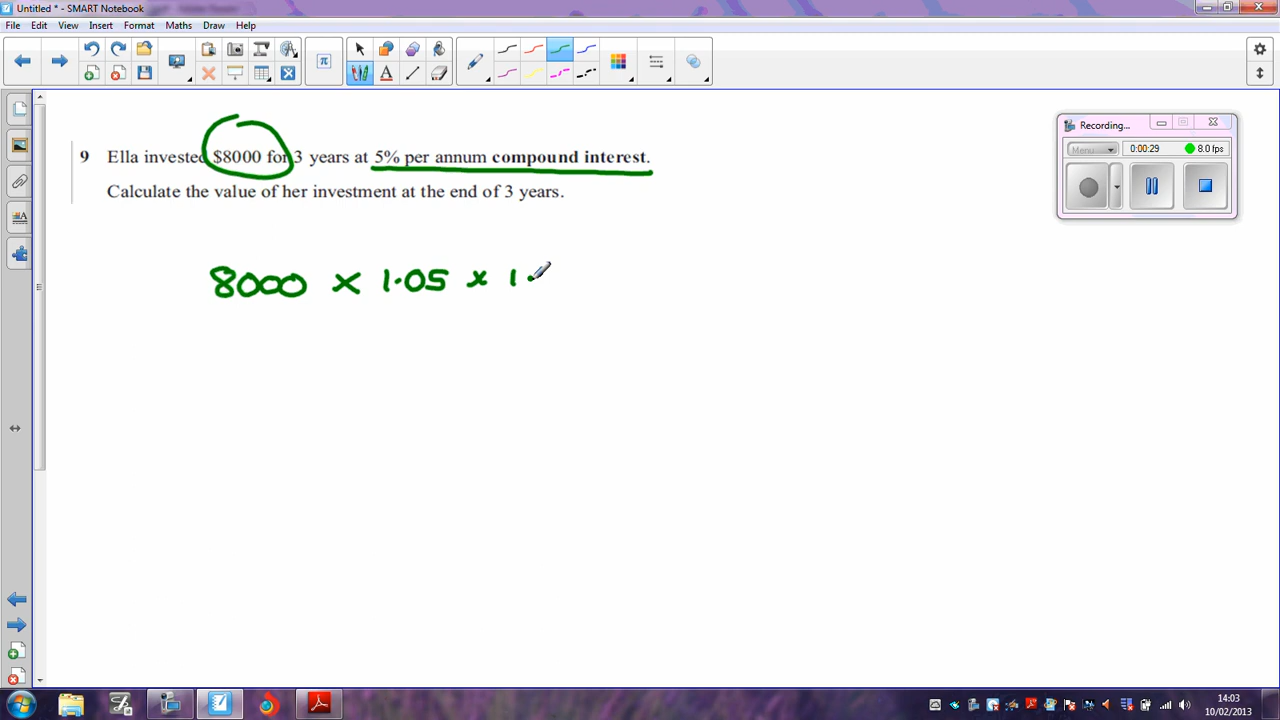 Untitled * - SMART Notebook
File Edit View Insert Format Maths Draw Help
Recording...
Menu
0:00:29
8.0 fps
9 Ella invested $8000 for 3 years at 5% per annum compound interest.
Calculate the value of her investment at the end of 3 years.
8000 × 1·05 × 1·
14:03
10/02/2013